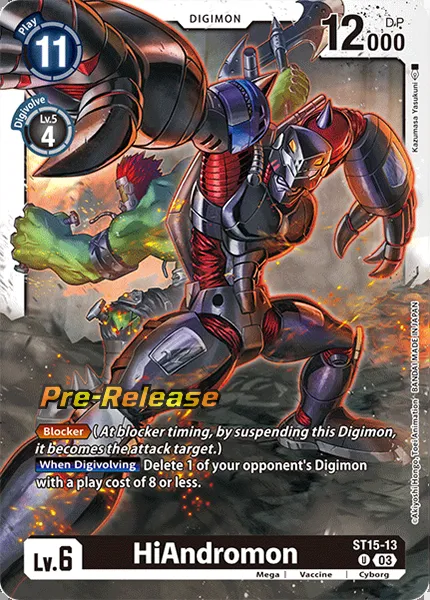 Play
11
DIGIMON
DP
12000
Digivolve
Lv.5
4
Kazumasa Yasukuni
©Akiyoshi Hongo, Toei Animation BANDAI MADE IN JAPAN
Pre-Release
Blocker (At blocker timing, by suspending this Digimon,
it becomes the attack target.)
When Digivolving Delete 1 of your opponent's Digimon
with a play cost of 8 or less.
Lv.6
HiAndromon
ST15-13
U 03
Mega | Vaccine | Cyborg